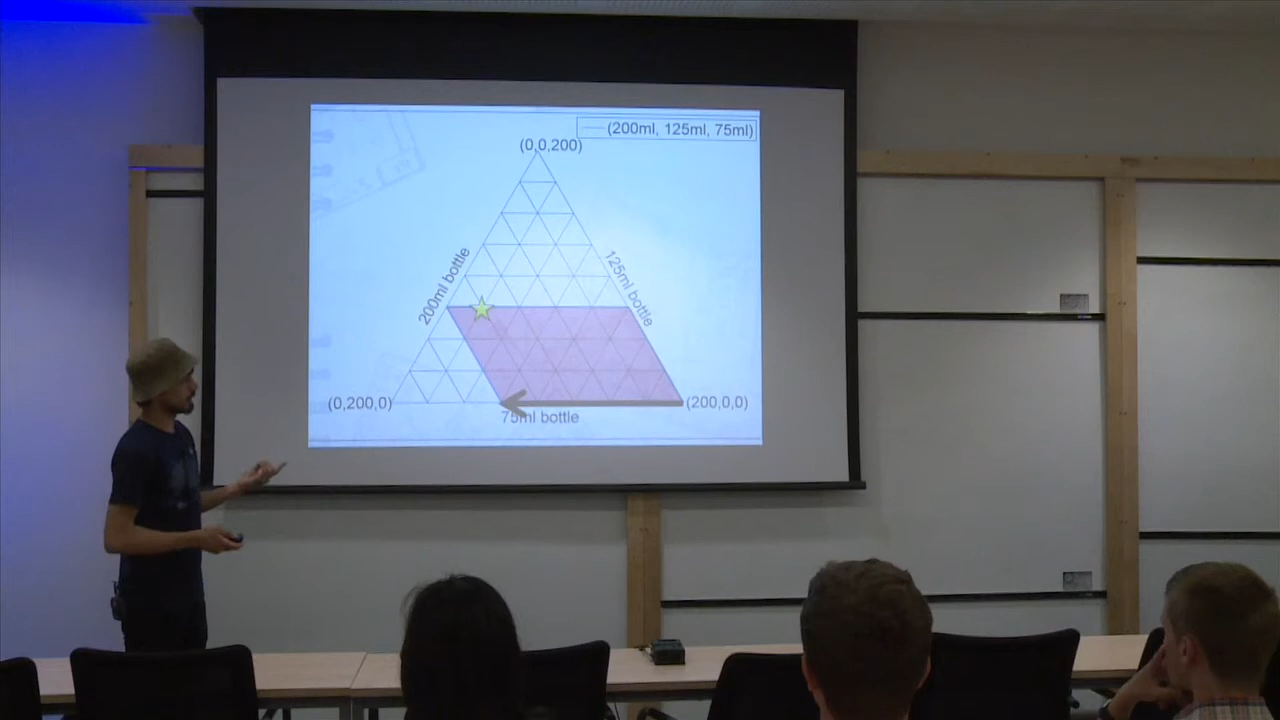 (200ml, 125ml, 75ml)
(0,0,200)
200ml bottle
125ml bottle
(0,200,0)
(200,0,0)
75ml bottle